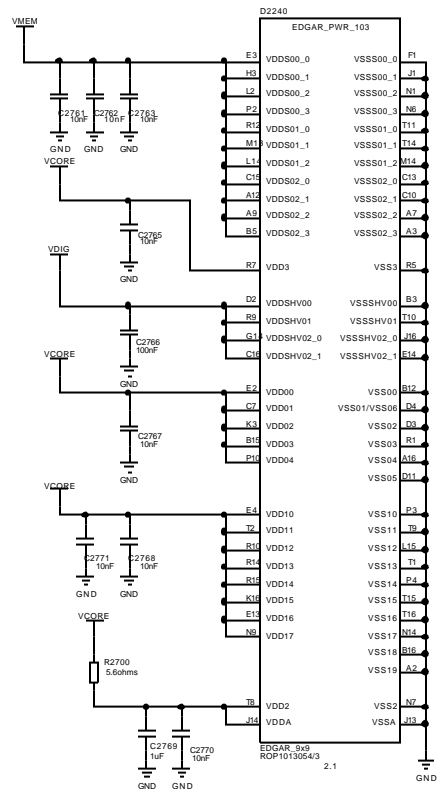 D2240
EDGAR_PWR_103
VMEM
E3 VDDS00_0 VSSS00_0 F1
H3 VDDS00_1 VSSS00_1 J1
L2 VDDS00_2 VSSS00_2 N1
P2 VDDS00_3 VSSS00_3 N6
R12 VDDS01_0 VSSS01_0 T11
M13 VDDS01_1 VSSS01_1 T14
L14 VDDS01_2 VSSS01_2 M14
C15 VDDS02_0 VSSS02_0 C13
A12 VDDS02_1 VSSS02_1 C10
A9 VDDS02_2 VSSS02_2 A7
B5 VDDS02_3 VSSS02_3 A3
C2761 C2762 C2763
10nF 10nF 10nF
GND GND GND
VCORE
C2765
10nF
GND
R7 VDD3 VSS3 R5
VDIG
D2 VDDSHV00 VSSSHV00 B3
R9 VDDSHV01 VSSSHV01 T10
G14 VDDSHV02_0 VSSSHV02_0 J16
C16 VDDSHV02_1 VSSSHV02_1 E14
C2766
100nF
GND
VCORE
E2 VDD00 VSS00 B12
C7 VDD01 VSS01/VSS06 D4
K3 VDD02 VSS02 D3
B15 VDD03 VSS03 R1
P10 VDD04 VSS04 A16
VSS05 D11
C2767
10nF
GND
VCORE
E4 VDD10 VSS10 P3
T2 VDD11 VSS11 T9
R10 VDD12 VSS12 L15
R14 VDD13 VSS13 T1
R15 VDD14 VSS14 P4
K16 VDD15 VSS15 T15
E13 VDD16 VSS16 T16
N9 VDD17 VSS17 N14
VSS18 B16
VSS19 A2
C2771 C2768
10nF 10nF
GND GND
VCORE
R2700
5.6ohms
T8 VDD2 VSS2 N7
J14 VDDA VSSA J13
C2769 C2770
1uF 10nF
GND GND
GND
EDGAR_9x9
ROP1013054/3
2.1